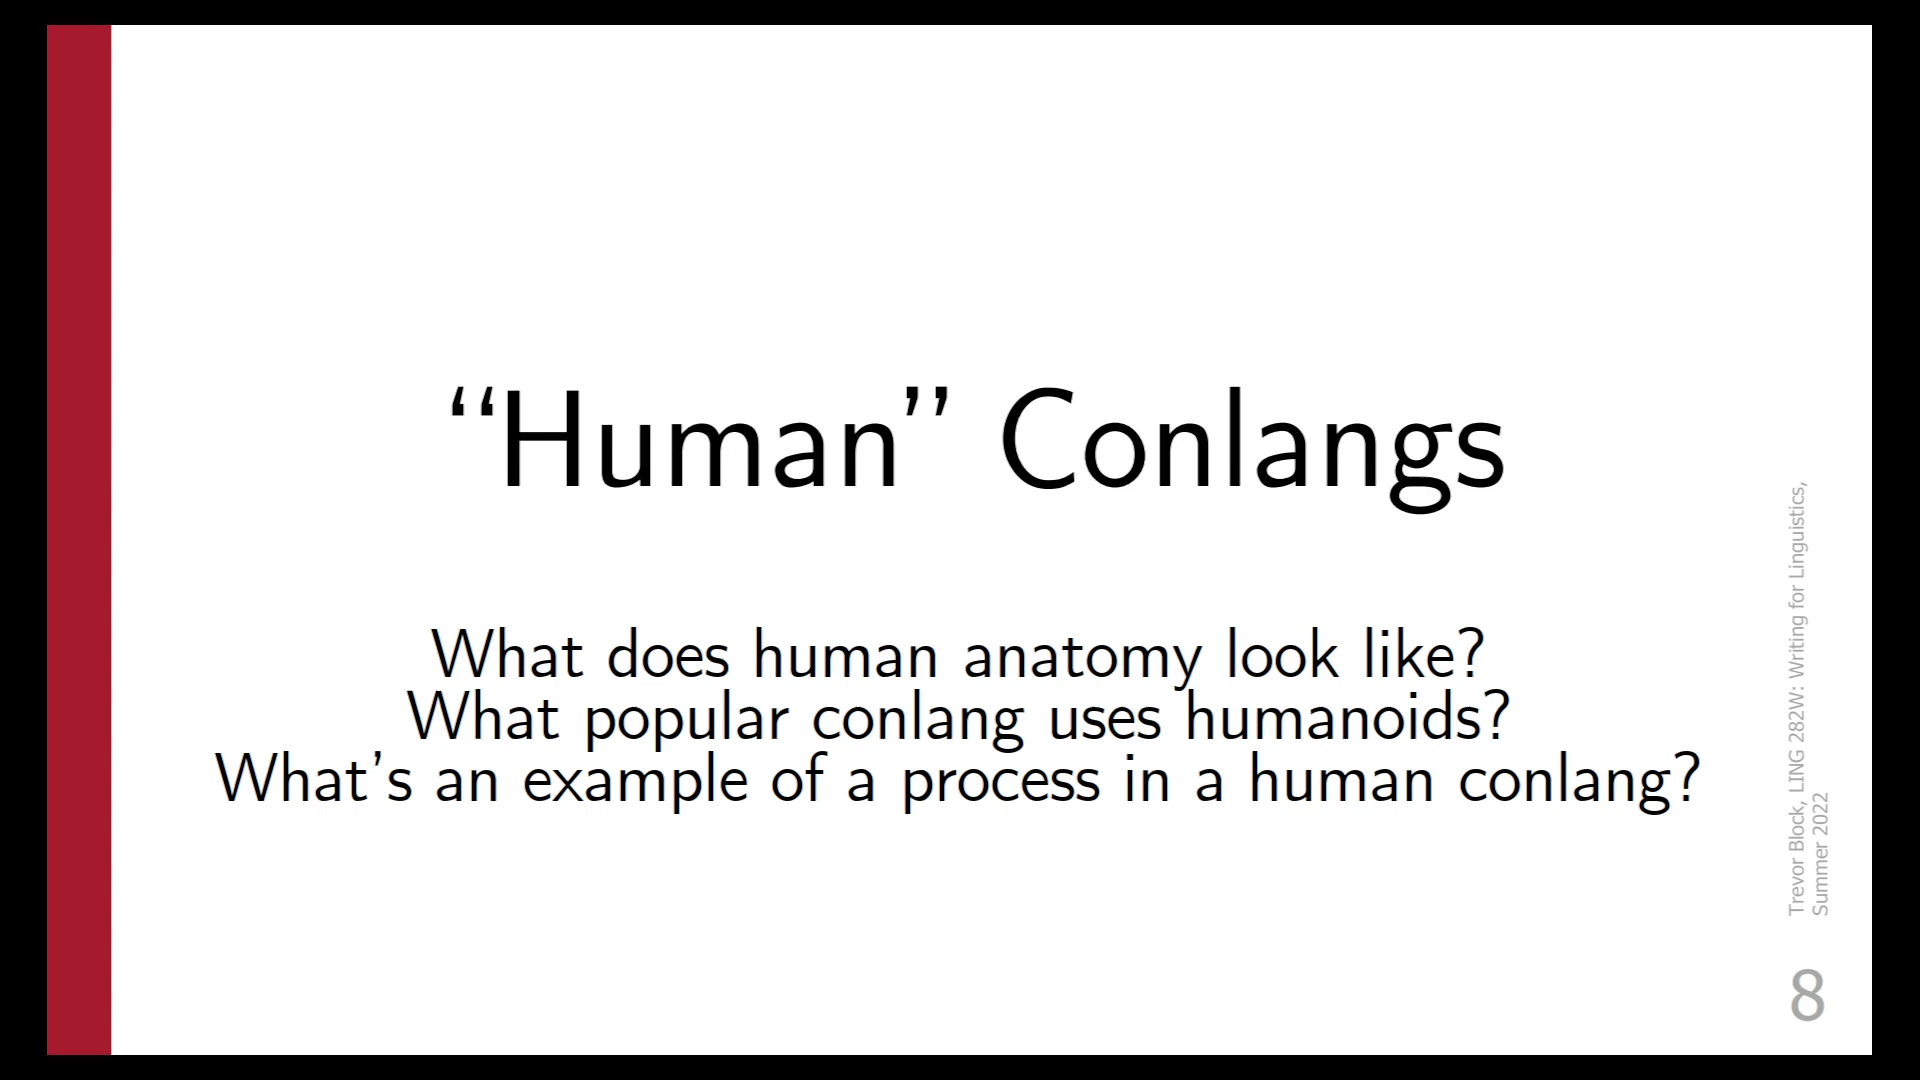 “Human” Conlangs
What does human anatomy look like?
What popular conlang uses humanoids?
What’s an example of a process in a human conlang?
Trevor Block, LING 282W: Writing for Linguistics,
Summer 2022
8